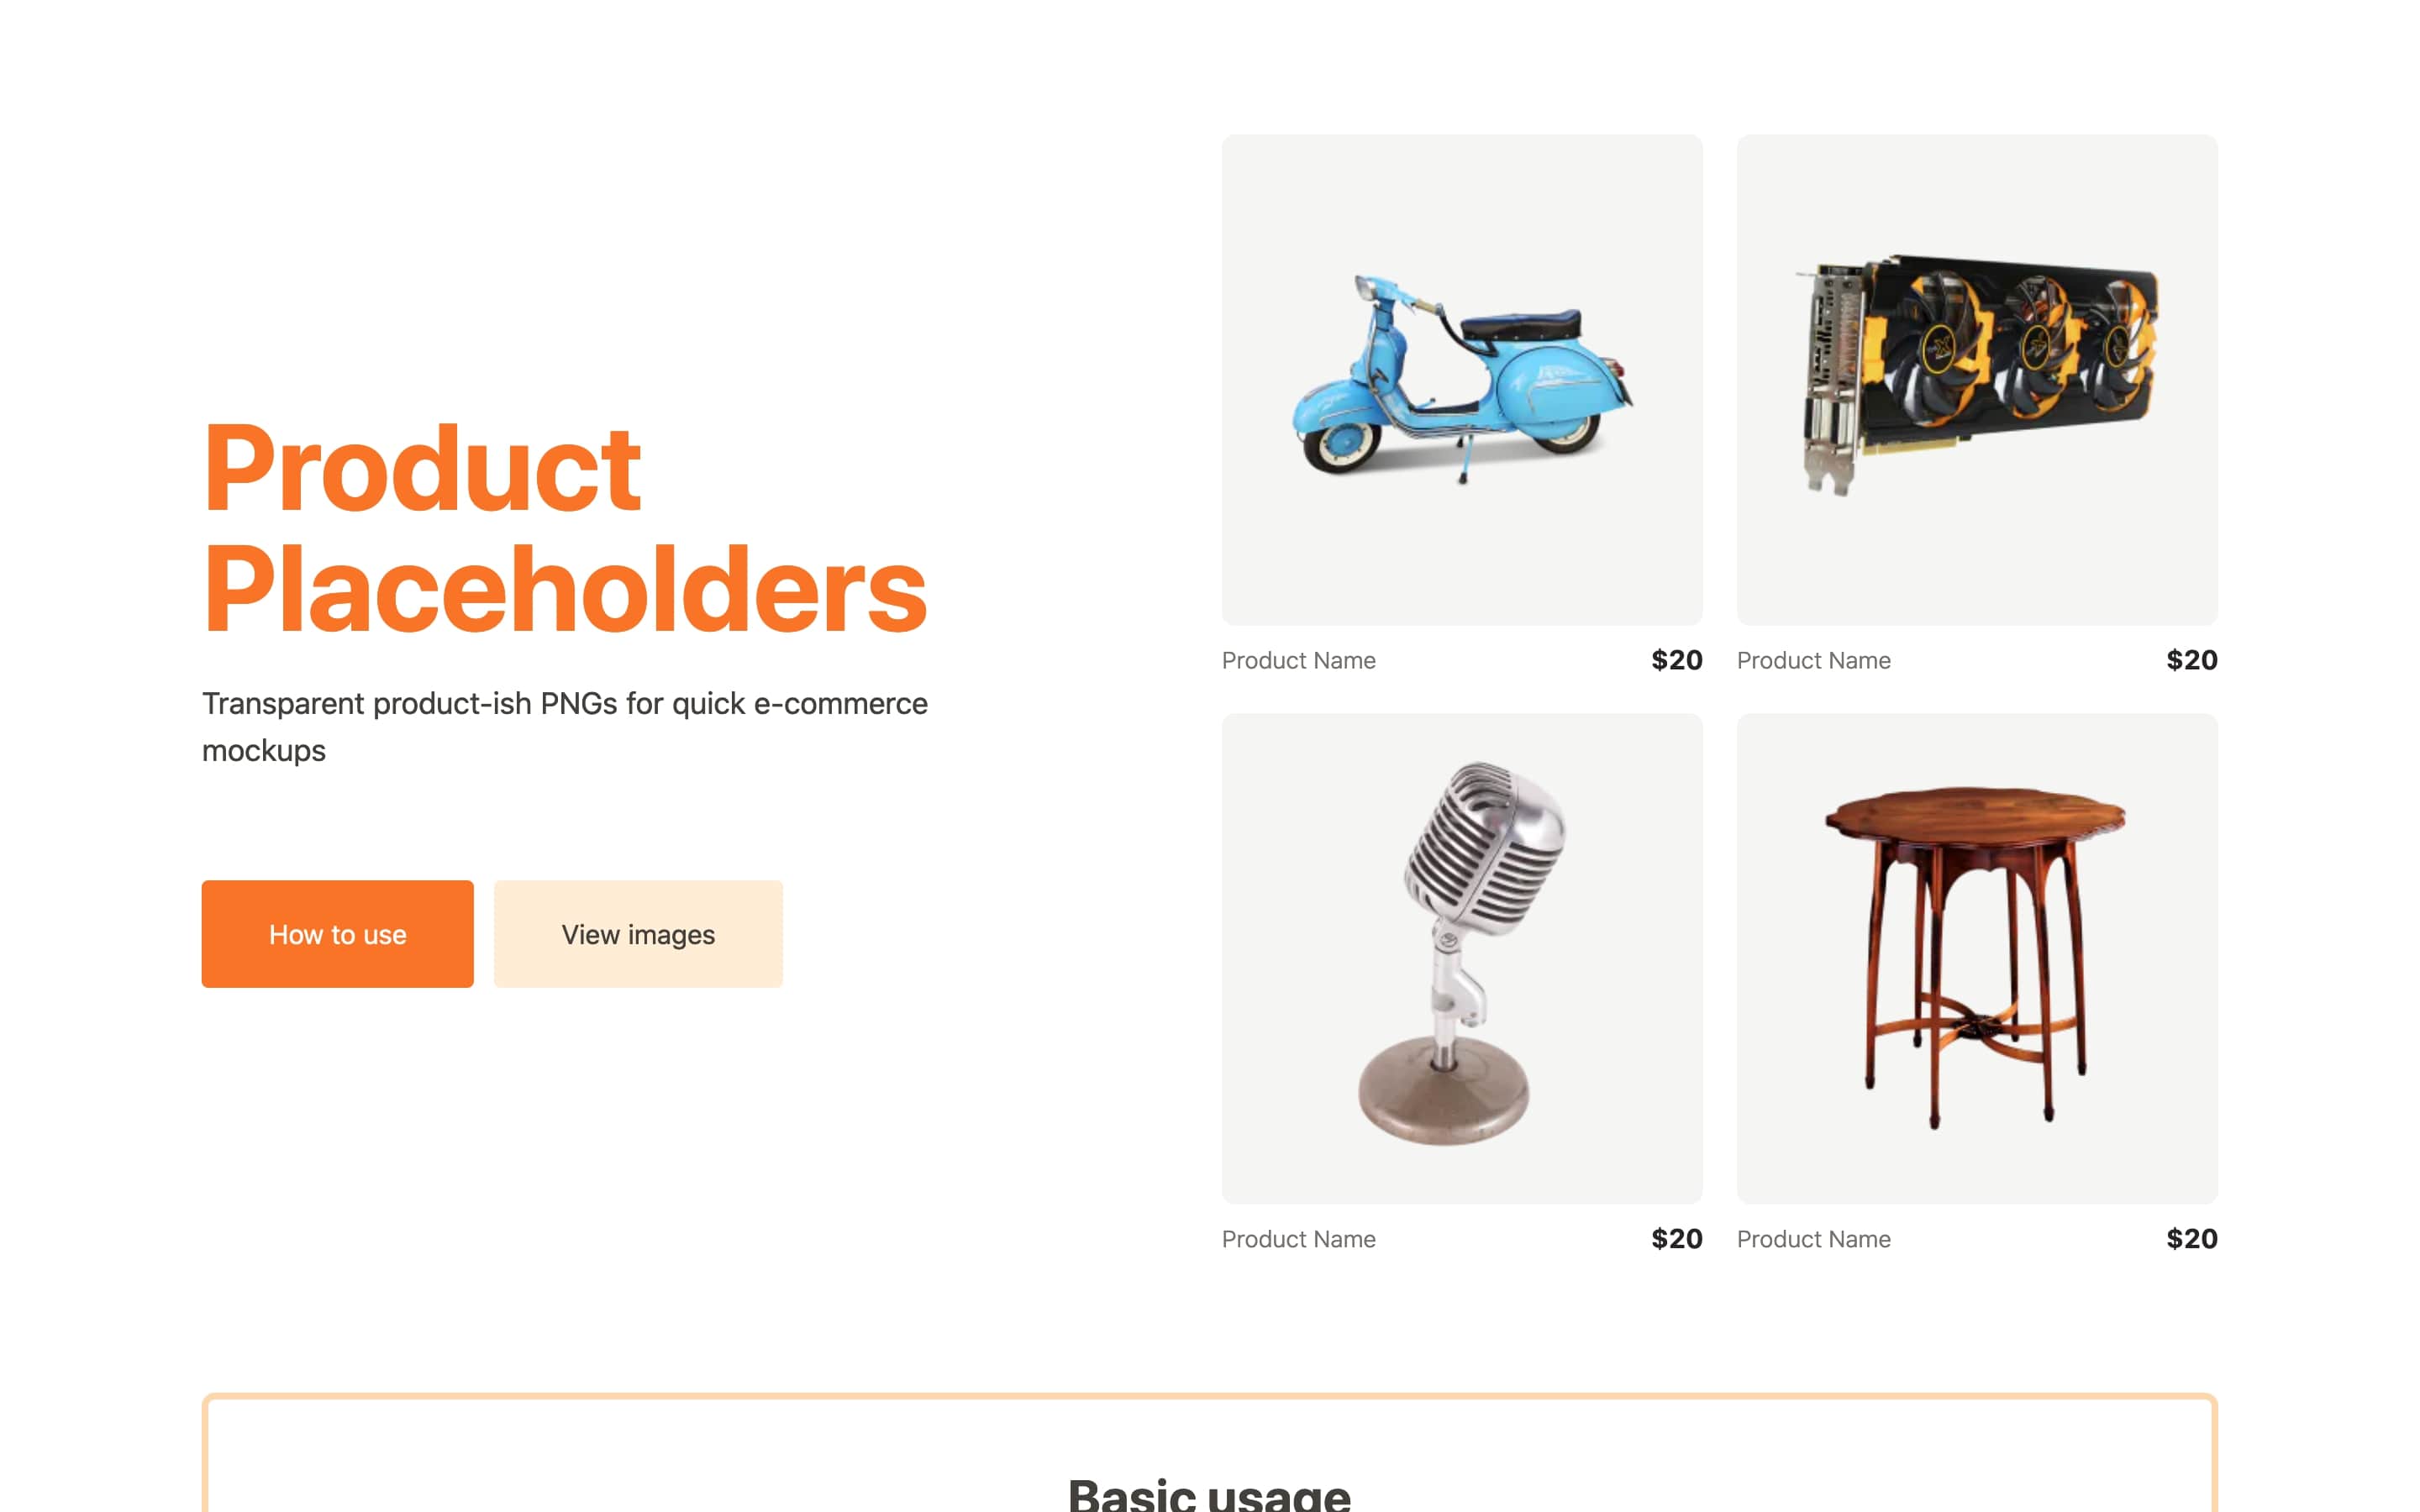 Product
Placeholders
Transparent product-ish PNGs for quick e-commerce
mockups
How to use
View images
Product Name
$20
Product Name
$20
Product Name
$20
Product Name
$20
Basic usage